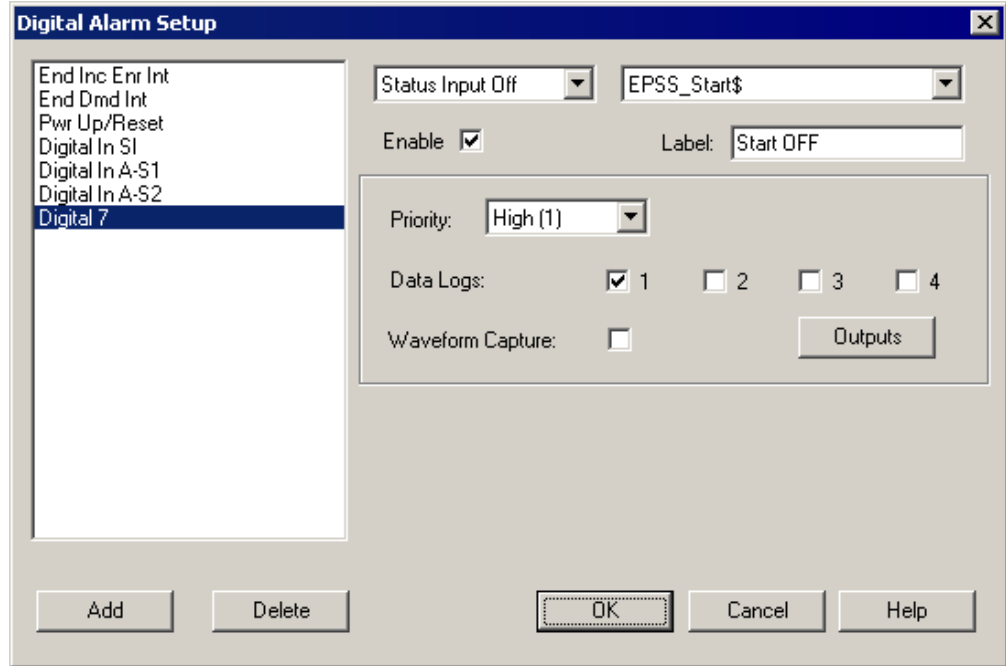 Digital Alarm Setup
End Inc Enr Int
End Dmd Int
Pwr Up/Reset
Digital In SI
Digital In A-S1
Digital In A-S2
Digital 7
Status Input Off
EPSS_Start$
Enable
Label: Start OFF
Priority: High (1)
Data Logs: 1 2 3 4
Waveform Capture:
Outputs
Add Delete OK Cancel Help